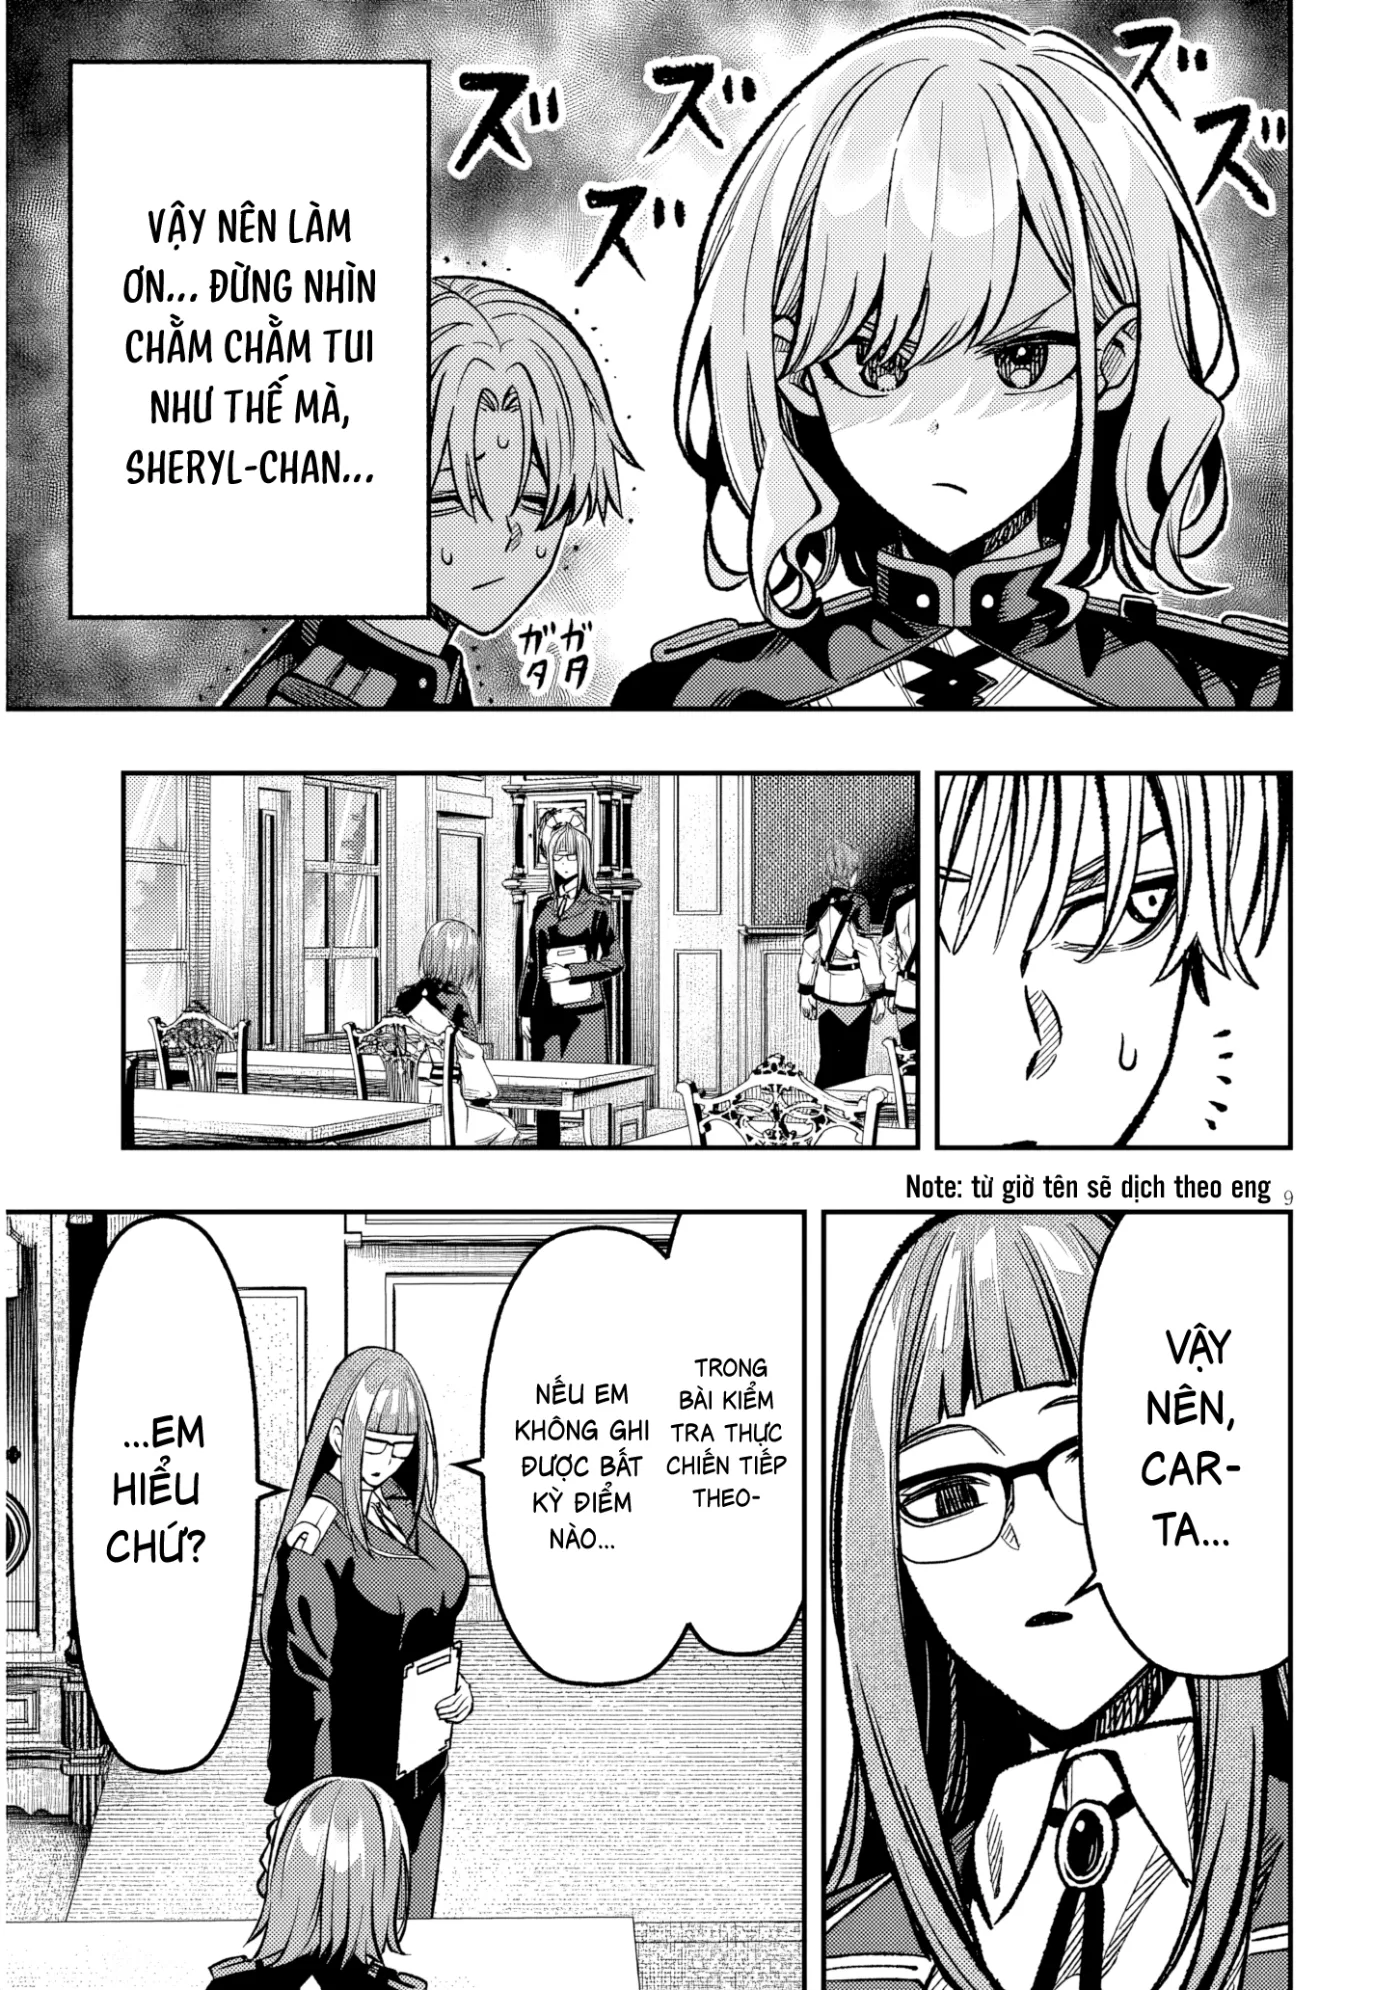 ズ
ズ
ズ
ズ
ズ
VẬY NÊN LÀM
ƠN... ĐỪNG NHÌN
CHẰM CHẰM TUI
NHƯ THẾ MÀ,
SHERYL-CHAN...
ガタ
ガタ
Note: từ giờ tên sẽ dịch theo eng
9
VẬY
NÊN,
CAR-
TA...
TRONG
BÀI KIỂM
TRA THỰC
CHIẾN TIẾP
THEO-
NẾU EM
KHÔNG GHI
ĐƯỢC BẤT
KỲ ĐIỂM
NÀO...
...EM
HIỂU
CHỨ?